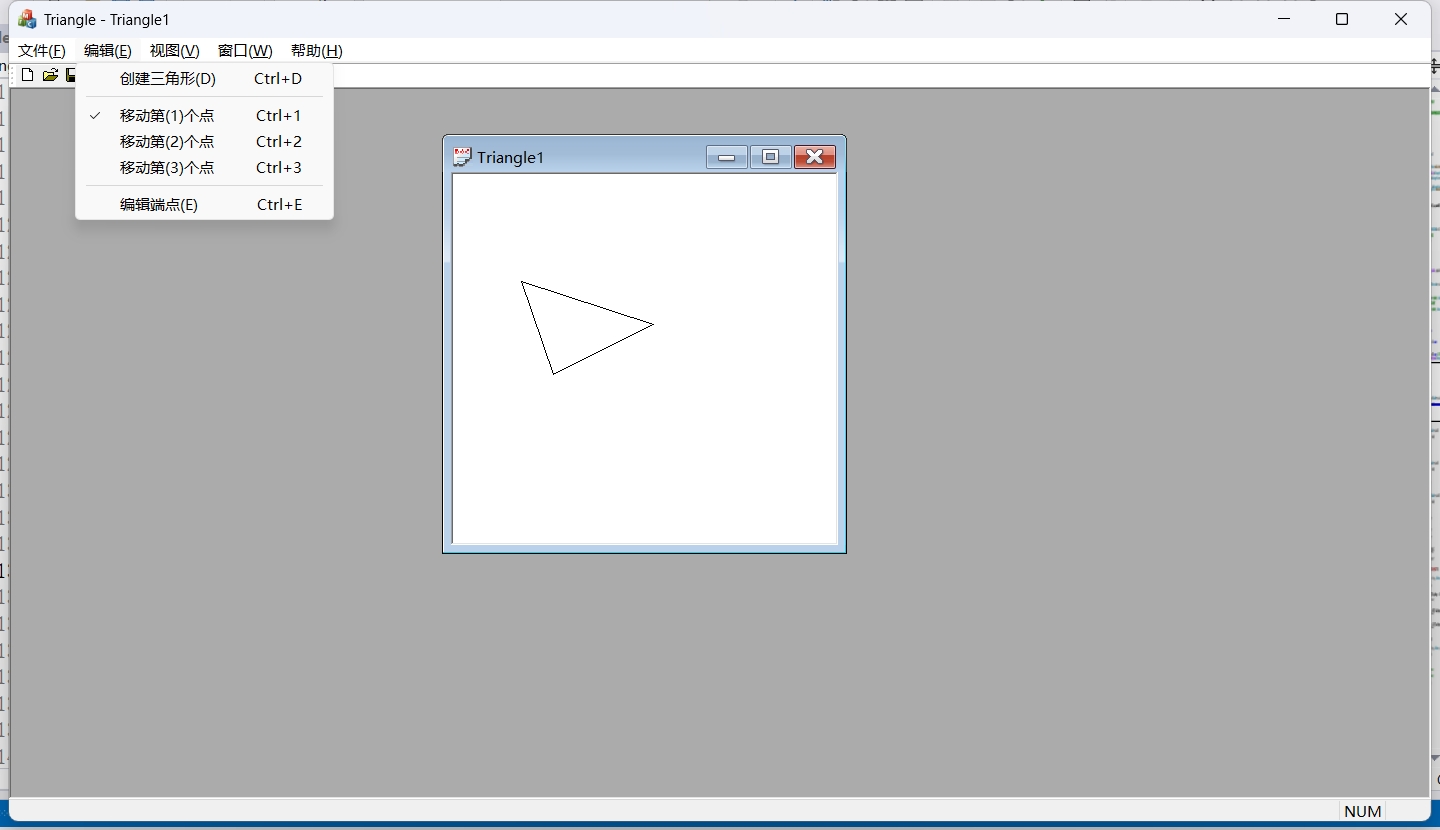 Triangle - Triangle1
文件(F) 编辑(E) 视图(V) 窗口(W) 帮助(H)
创建三角形(D) Ctrl+D
移动第(1)个点 Ctrl+1
移动第(2)个点 Ctrl+2
移动第(3)个点 Ctrl+3
编辑端点(E) Ctrl+E
Triangle1
NUM